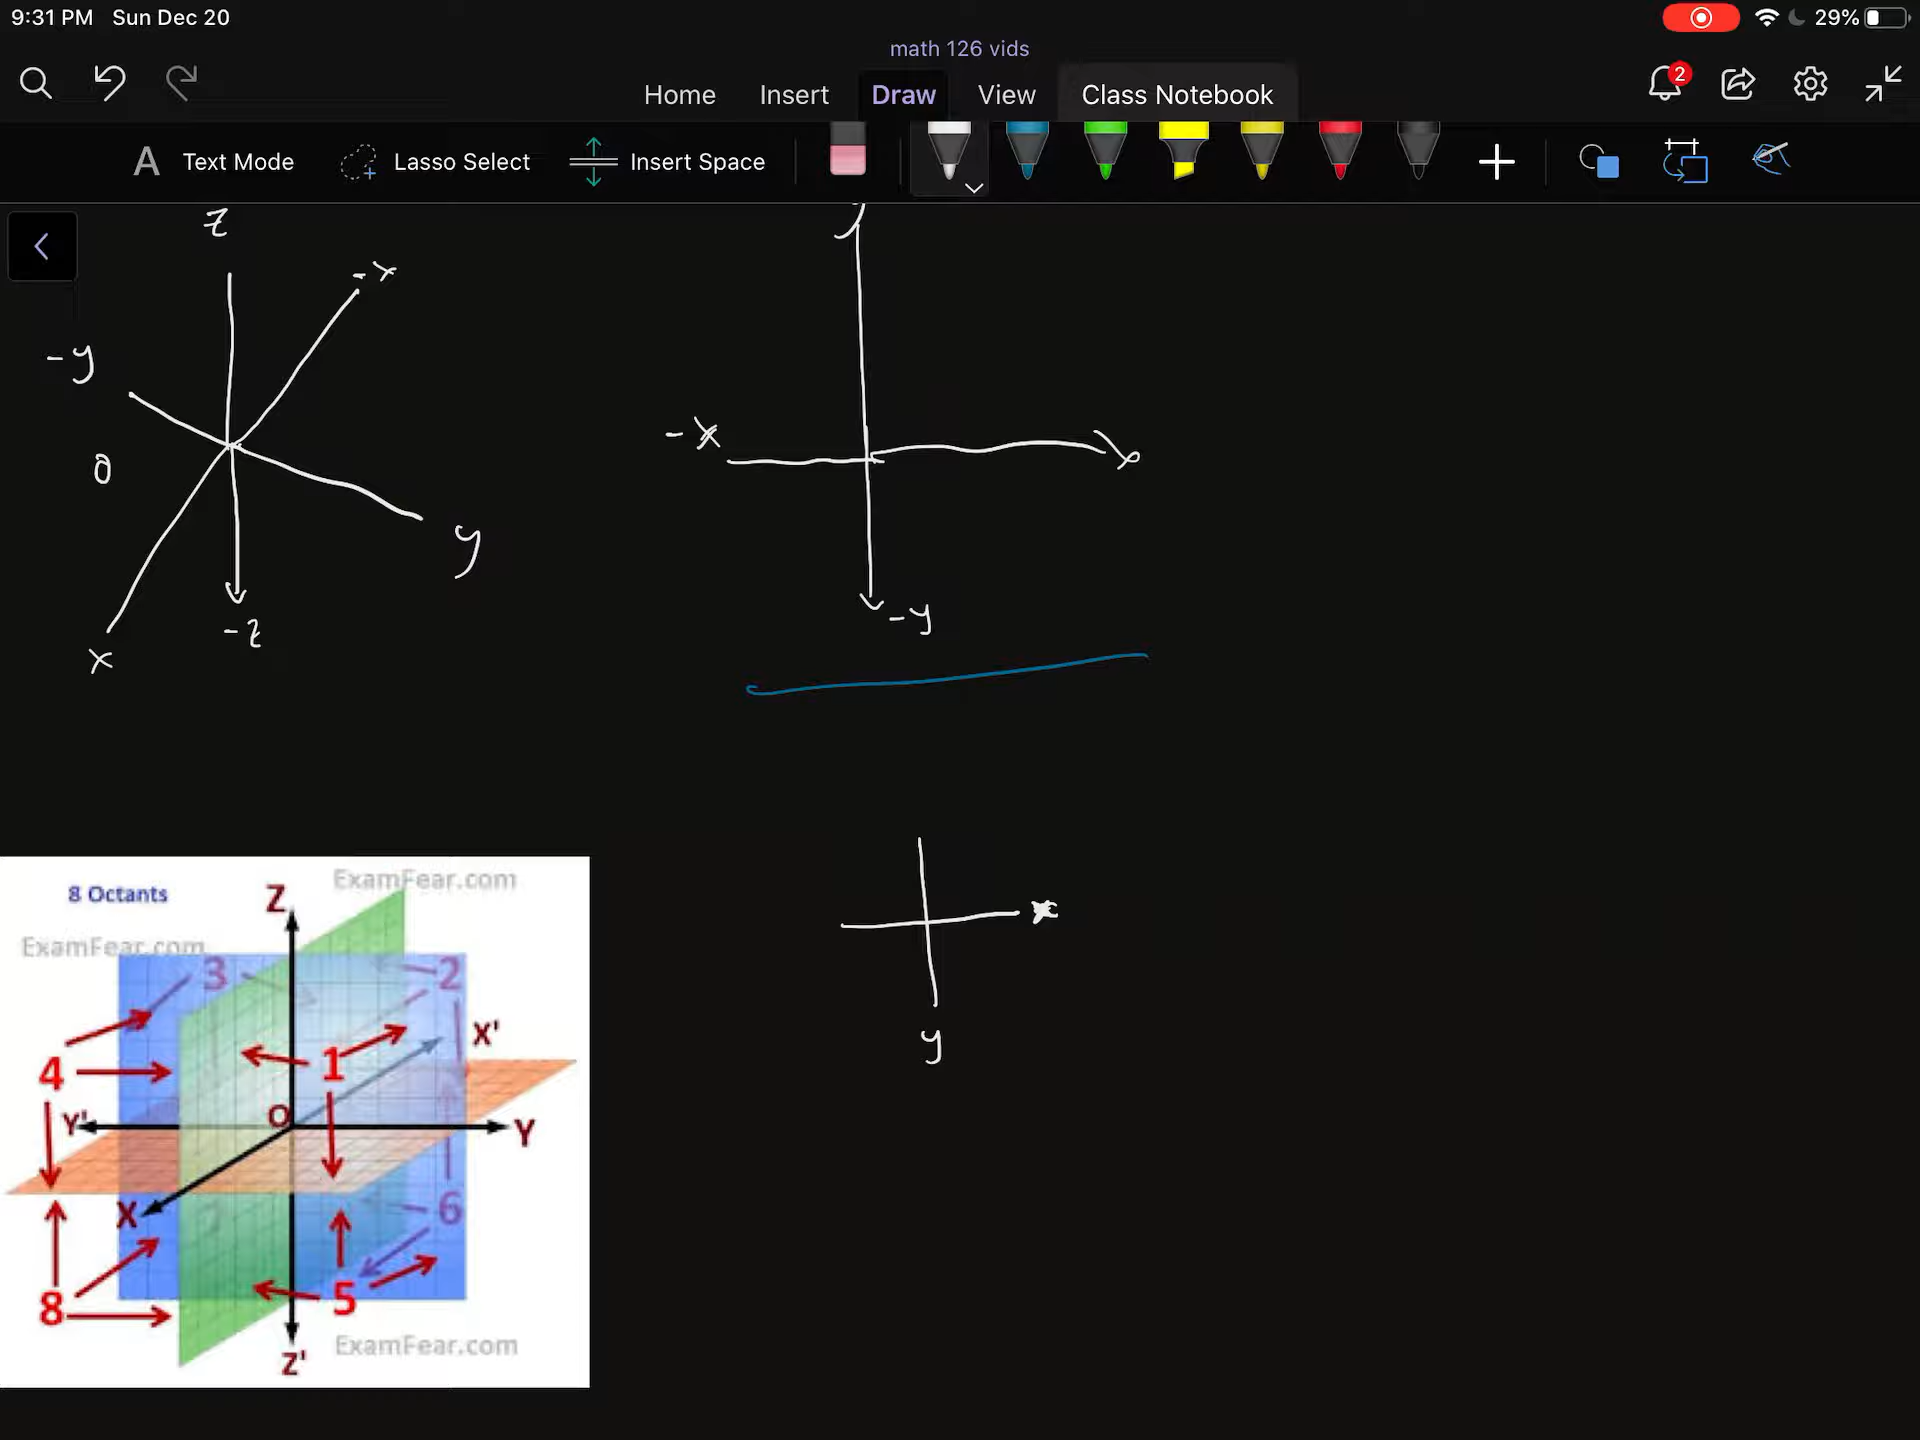 9:31 PM Sun Dec 20
29%
math 126 vids
Home Insert Draw View Class Notebook
2
A Text Mode Lasso Select Insert Space
z
-x
-y
0
y
x
-z
y
-x
x
-y
x
y
8 Octants
ExamFear.com
ExamFear.com
Z
3
2
X'
4
1
O
Y'
Y
X
6
8
5
Z'
ExamFear.com